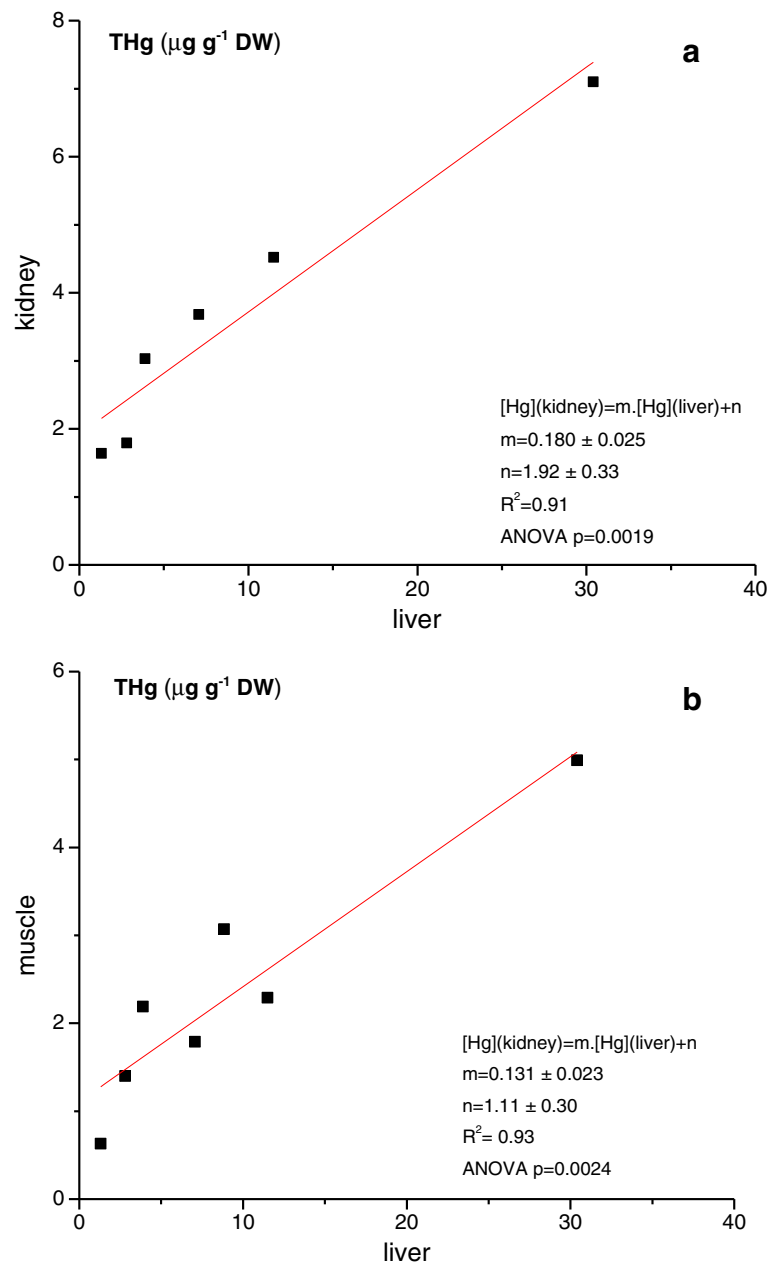 THg (μg g⁻¹ DW)
a
8
6
4
2
0
kidney
[Hg](kidney)=m.[Hg](liver)+n
m=0.180 ± 0.025
n=1.92 ± 0.33
R²=0.91
ANOVA p=0.0019
0 10 20 30 40
liver
THg (μg g⁻¹ DW)
b
6
4
2
0
muscle
[Hg](kidney)=m.[Hg](liver)+n
m=0.131 ± 0.023
n=1.11 ± 0.30
R²= 0.93
ANOVA p=0.0024
0 10 20 30 40
liver